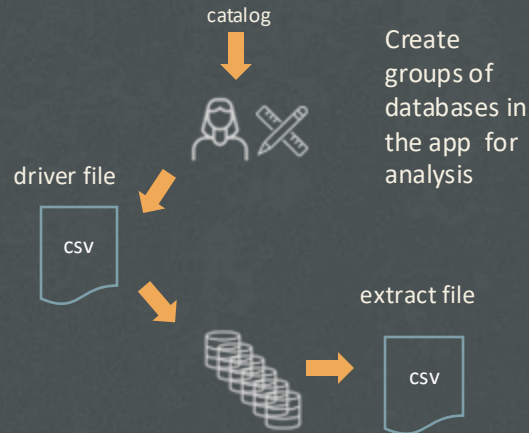 catalog
Create
groups of
databases in
the app for
analysis
driver file
csv
extract file
csv